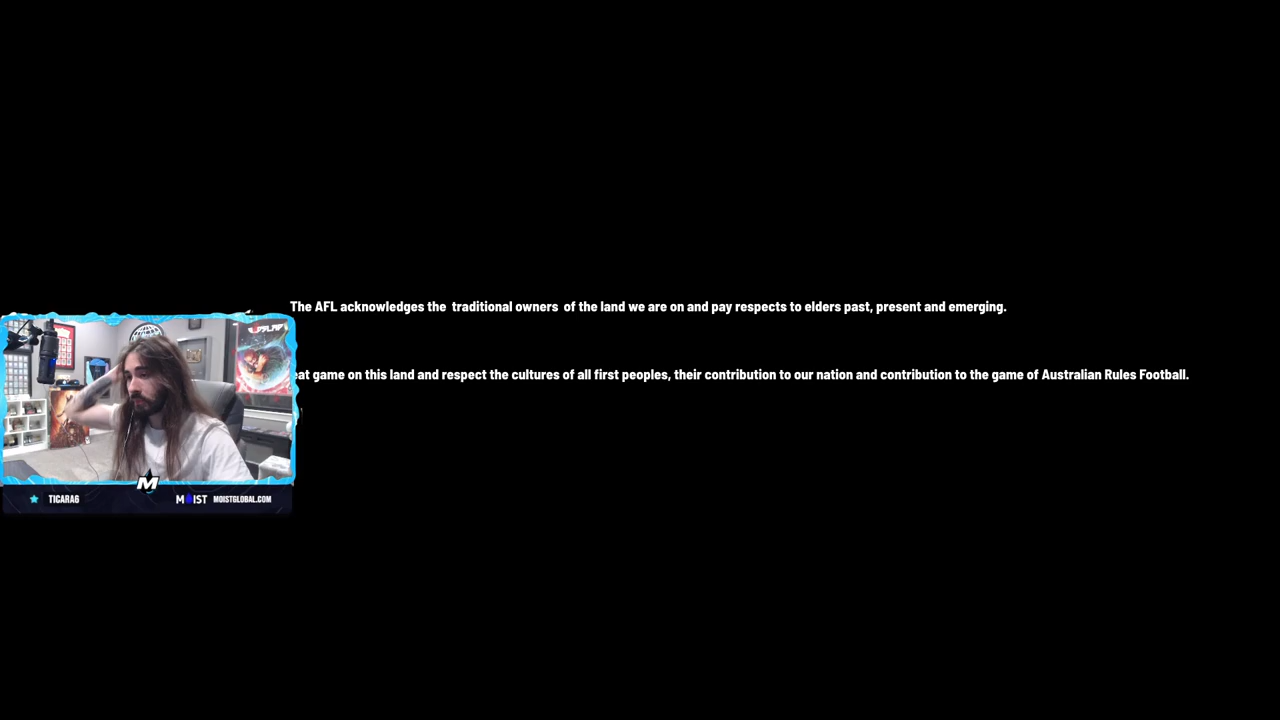 The AFL acknowledges the traditional owners of the land we are on and pay respects to elders past, present and emerging.
game on this land and respect the cultures of all first peoples, their contribution to our nation and contribution to the game of Australian Rules Football.
TICARA6
MOIST
MOISTGLOBAL.COM